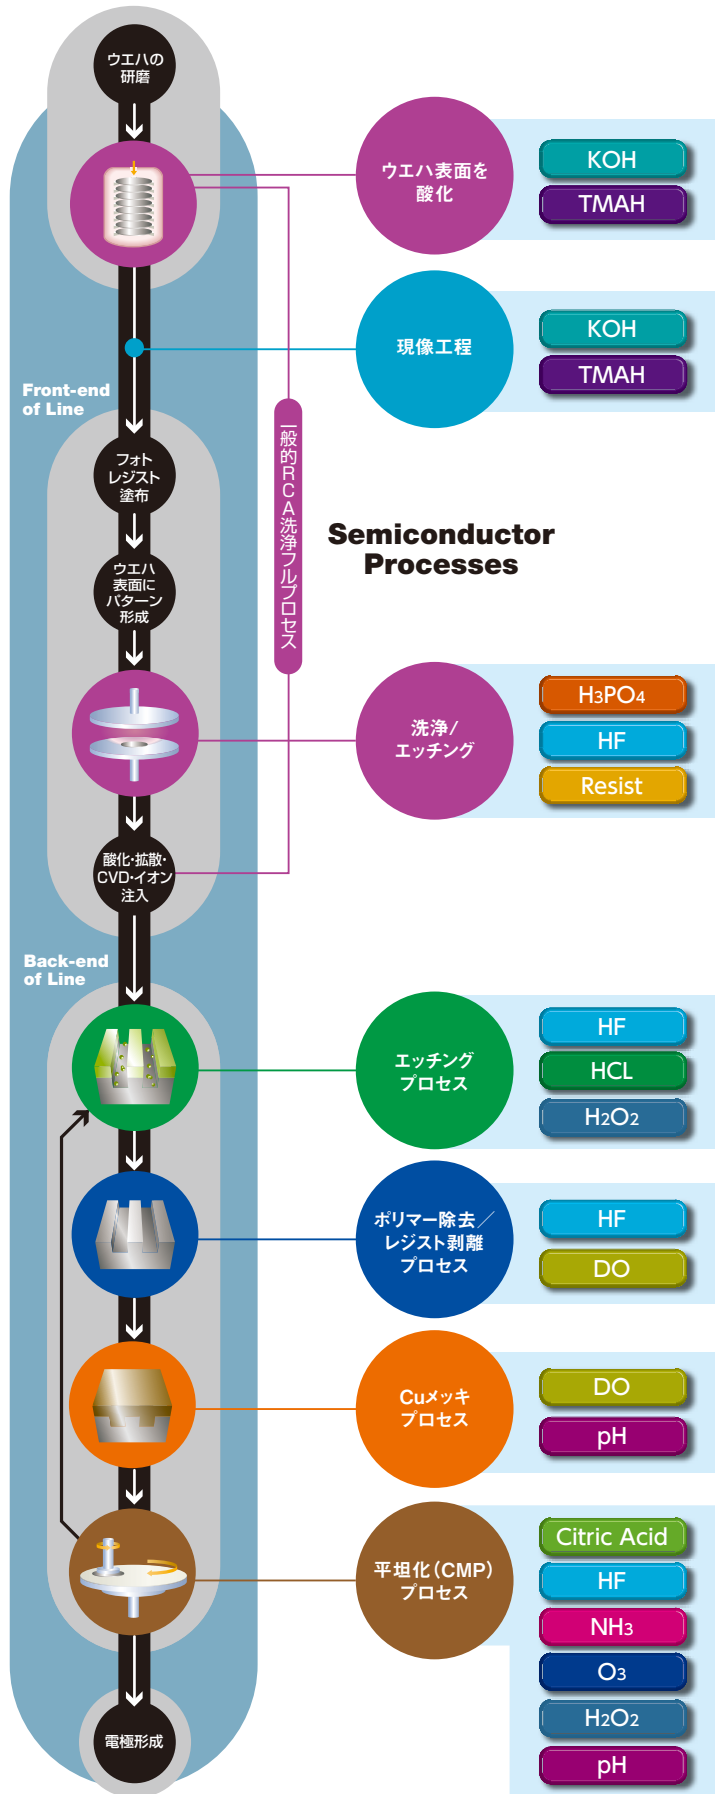 ウエハの
研磨
ウエハ表面を
酸化
KOH
TMAH
現像工程
KOH
TMAH
Front-end
of Line
フォト
レジスト
塗布
ウエハ
表面に
パターン
形成
一般的RCA洗浄フルプロセス
Semiconductor
Processes
洗浄/
エッチング
H3PO4
HF
Resist
酸化・拡散・
CVD・イオン
注入
Back-end
of Line
エッチング
プロセス
HF
HCL
H2O2
ポリマー除去／
レジスト剥離
プロセス
HF
DO
Cuメッキ
プロセス
DO
pH
平坦化（CMP）
プロセス
Citric Acid
HF
NH3
O3
H2O2
pH
電極形成